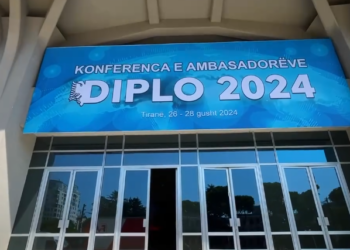 KONFERENCA E AMBASADORËVE
DIPLO 2024
Tiranë, 26 - 28 gusht 2024